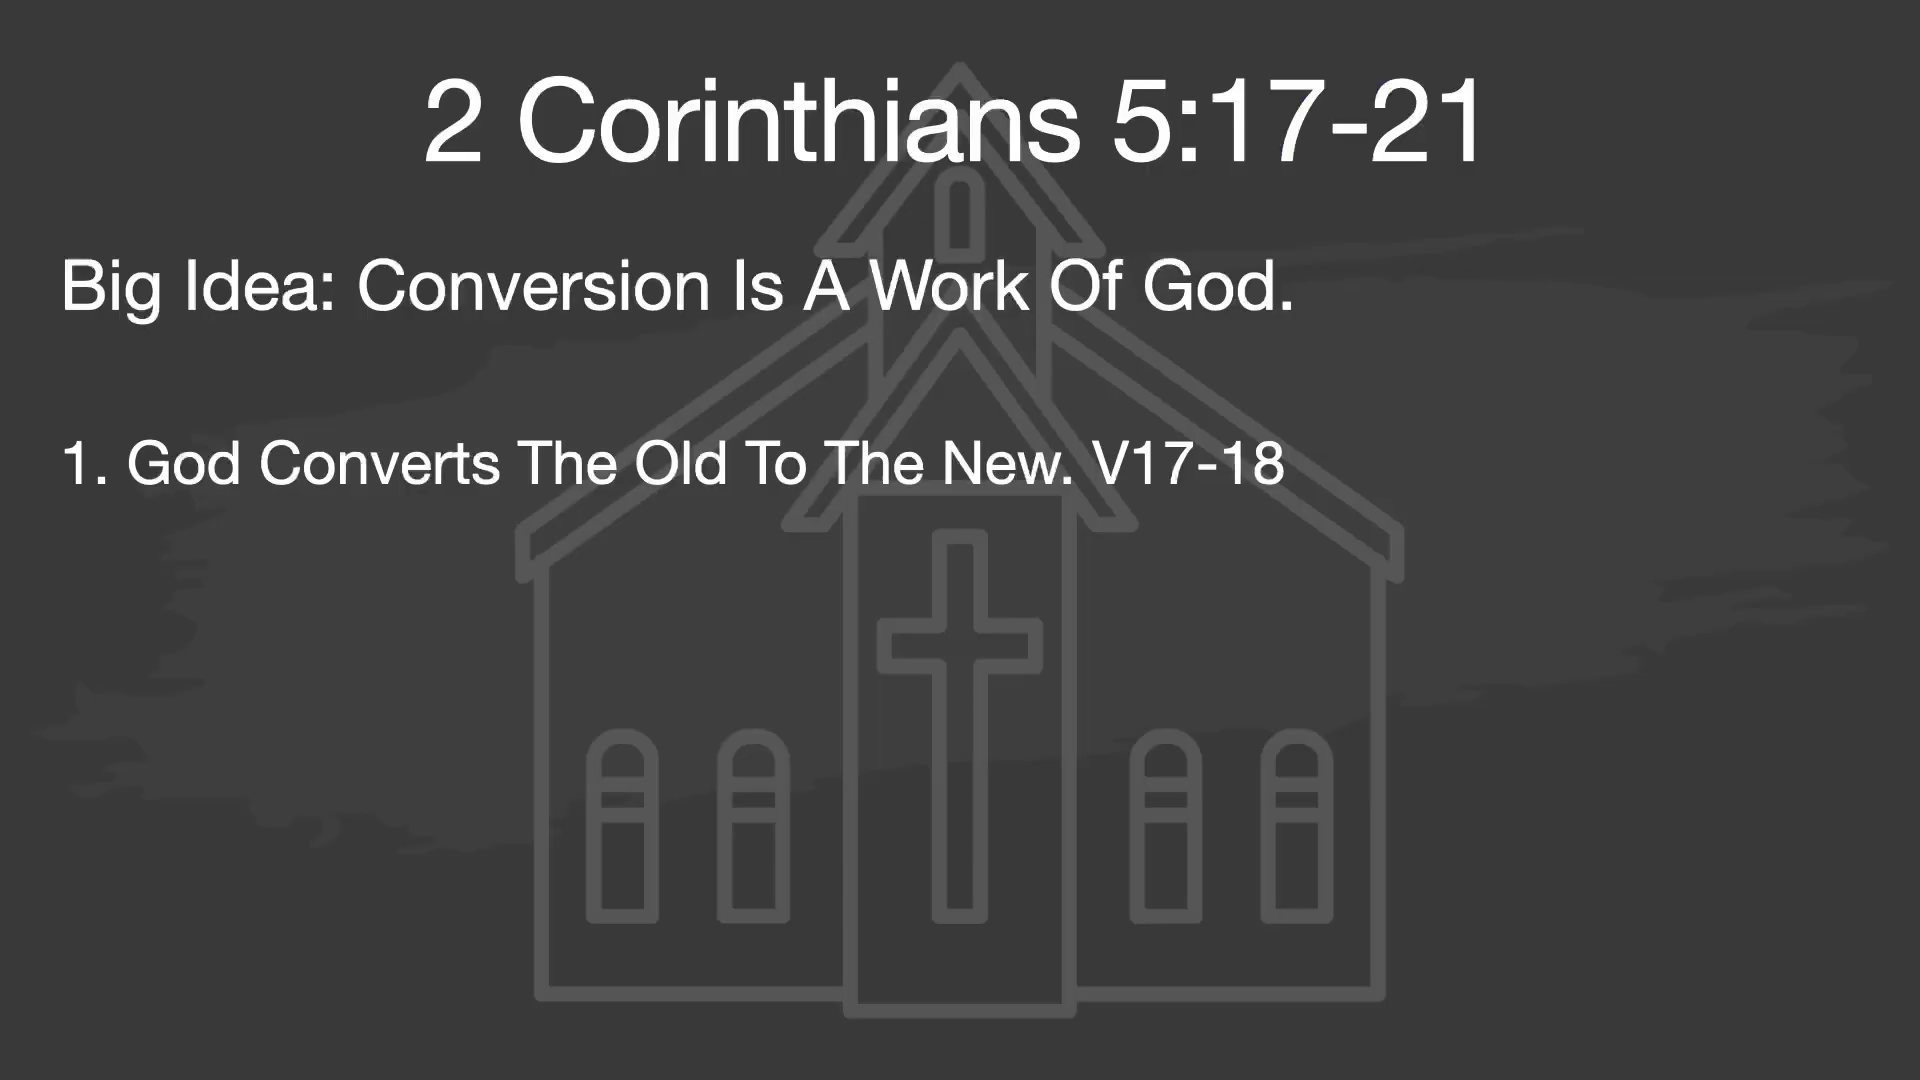 2 Corinthians 5:17-21
Big Idea: Conversion Is A Work Of God.
1. God Converts The Old To The New. V17-18